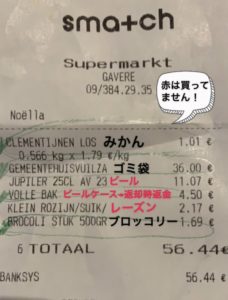 smatch
Supermarkt
GAVERE
09/384.29.35
赤は買って
ません！
Noëlla
CLEMENTIJNEN LOS みかん 1.01 €
0.566 kg x 1.79 €/kg
GEMEENTEHUISVUILZA ゴミ袋 36.00 €
JUPILER 25CL AV 23 ビール 11.07 €
VOLLE BAK ビールケース→返却時返金 4.50 €
KLEIN ROZIJN/SUIK/ レーズン 2.17 €
BROCOLI STUK 500GR ブロッコリー 1.69 €
6 TOTAAL 56.44 €
BANKSYS 56.44 €